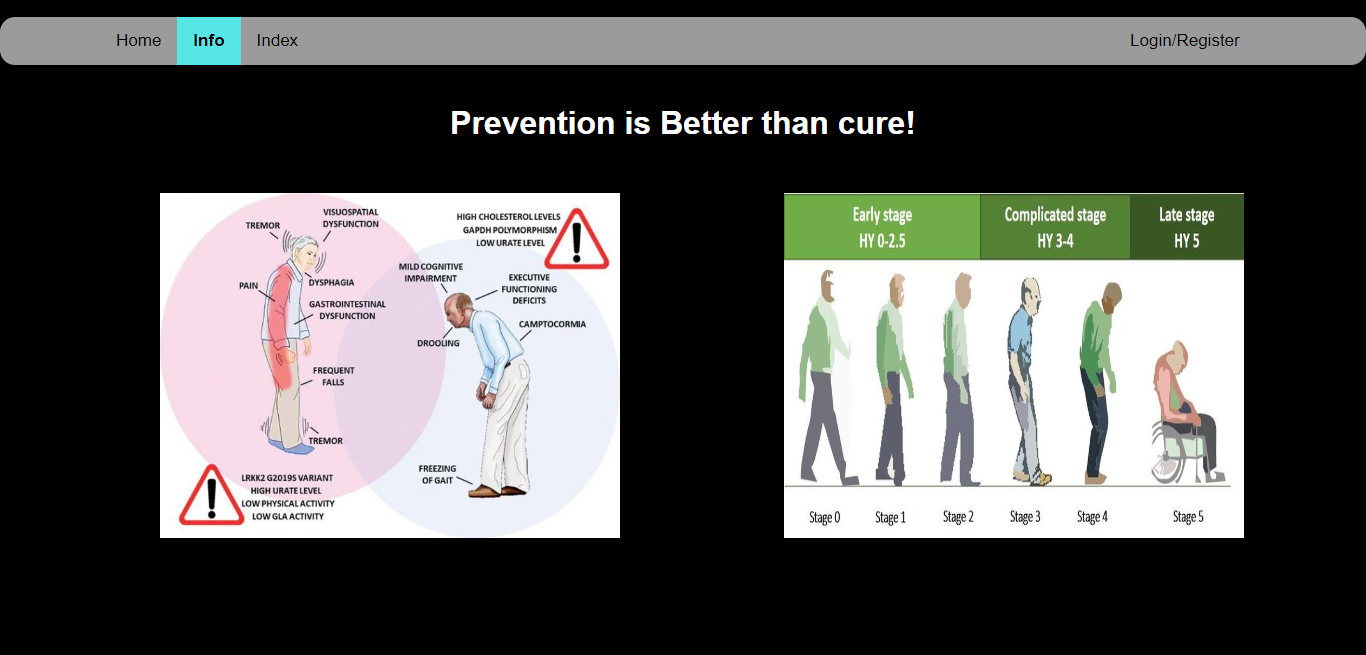 Home Info Index Login/Register
Prevention is Better than cure!
TREMOR
VISUOSPATIAL
DYSFUNCTION
PAIN
DYSPHAGIA
GASTROINTESTINAL
DYSFUNCTION
FREQUENT
FALLS
TREMOR
LRKK2 G2019S VARIANT
HIGH URATE LEVEL
LOW PHYSICAL ACTIVITY
LOW GLA ACTIVITY
HIGH CHOLESTEROL LEVELS
GAPDH POLYMORPHISM
LOW URATE LEVEL
MILD COGNITIVE
IMPAIRMENT
EXECUTIVE
FUNCTIONING
DEFICITS
CAMPTOCORMIA
DROOLING
FREEZING
OF GAIT
Early stage
HY 0-2.5
Complicated stage
HY 3-4
Late stage
HY 5
Stage 0 Stage 1 Stage 2 Stage 3 Stage 4 Stage 5